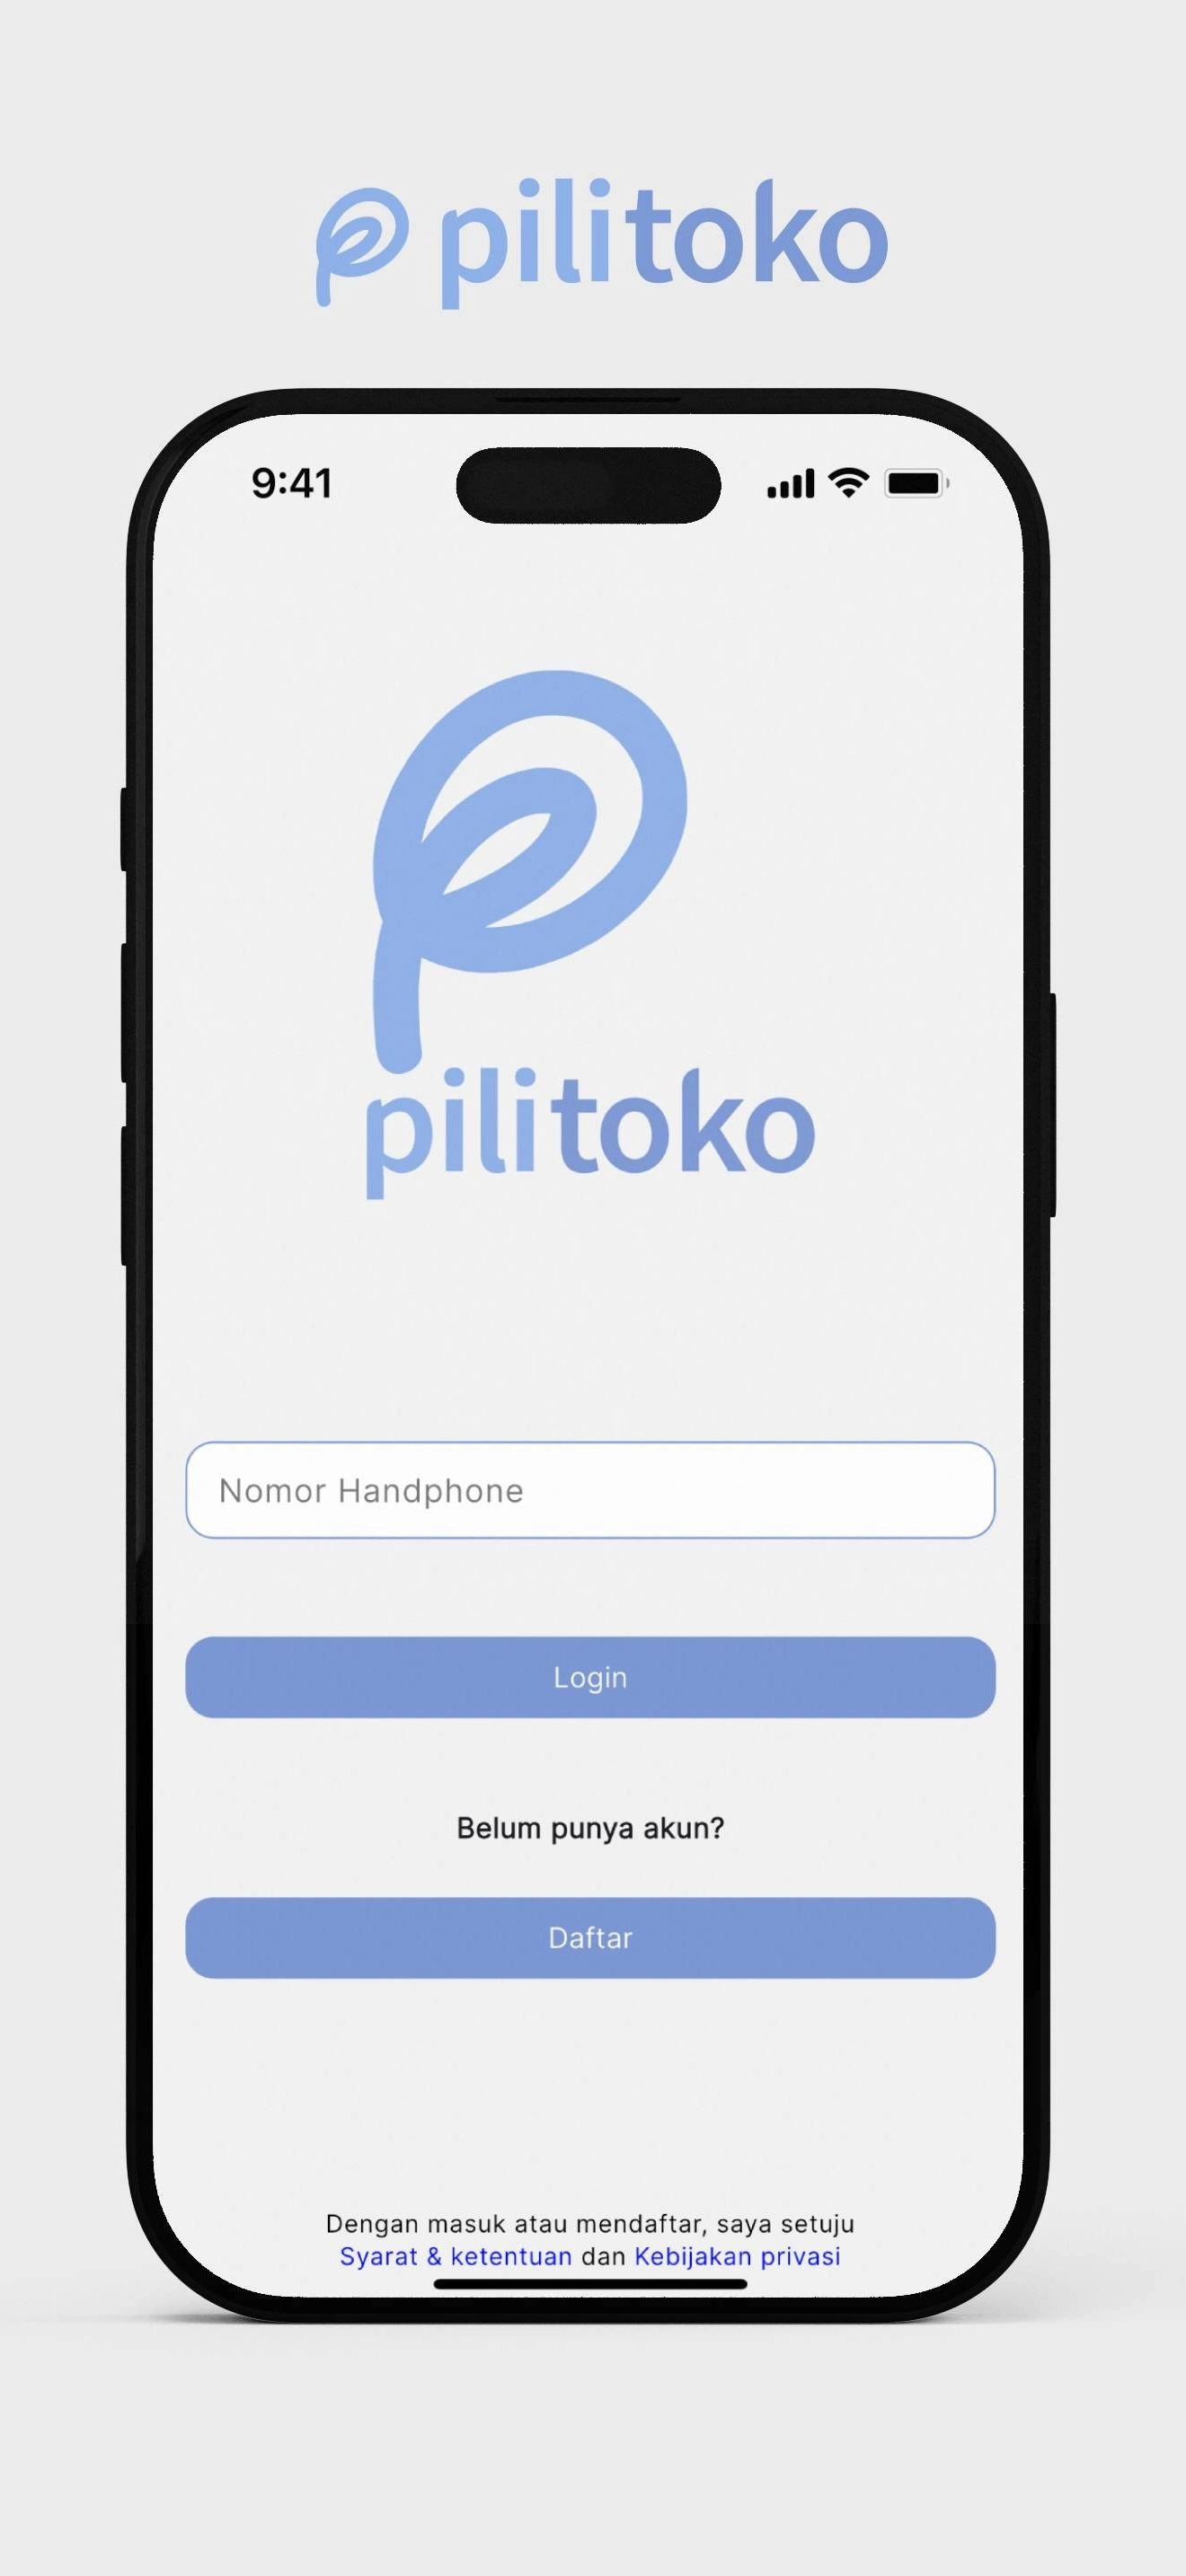 pilitoko
9:41
pilitoko
Nomor Handphone
Login
Belum punya akun?
Daftar
Dengan masuk atau mendaftar, saya setuju
Syarat & ketentuan dan Kebijakan privasi